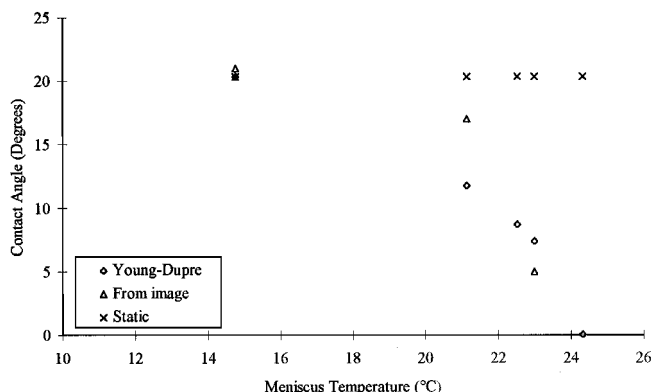 25
20
15
10
5
0
Contact Angle (Degrees)
Young-Dupre
From image
Static
10 12 14 16 18 20 22 24 26
Meniscus Temperature (°C)